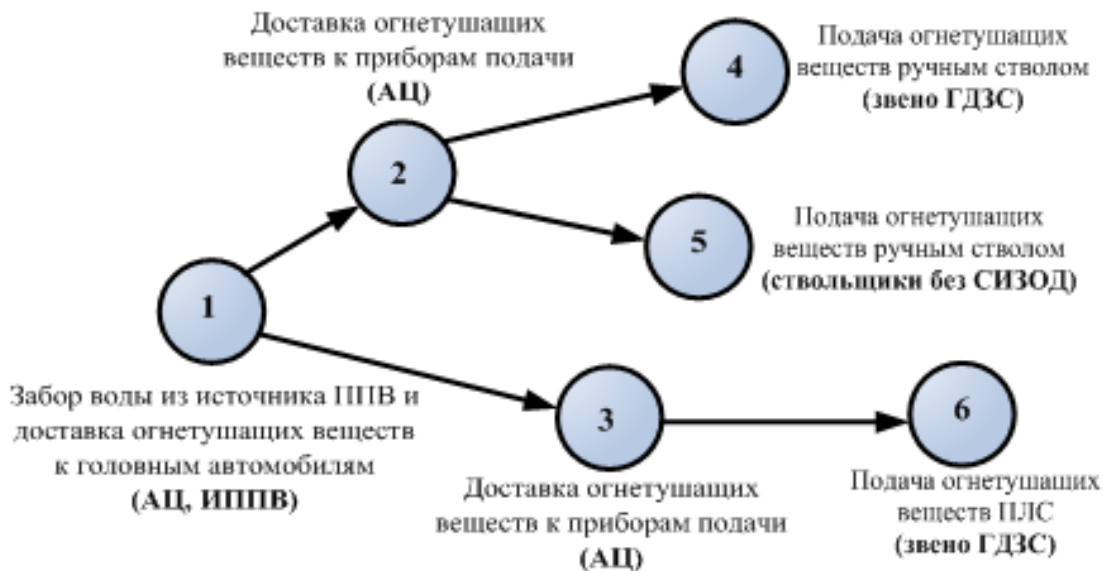 Доставка огнетушащих
веществ к приборам подачи
(АЦ)
4
Подача огнетушащих
веществ ручным стволом
(звено ГДЗС)
2
5
Подача огнетушащих
веществ ручным стволом
(ствольщики без СИЗОД)
1
Забор воды из источника ППВ и
доставка огнетушащих веществ
к головным автомобилям
(АЦ, ИППВ)
3
Доставка огнетушащих
веществ к приборам подачи
(АЦ)
6
Подача огнетушащих
веществ ПЛС
(звено ГДЗС)